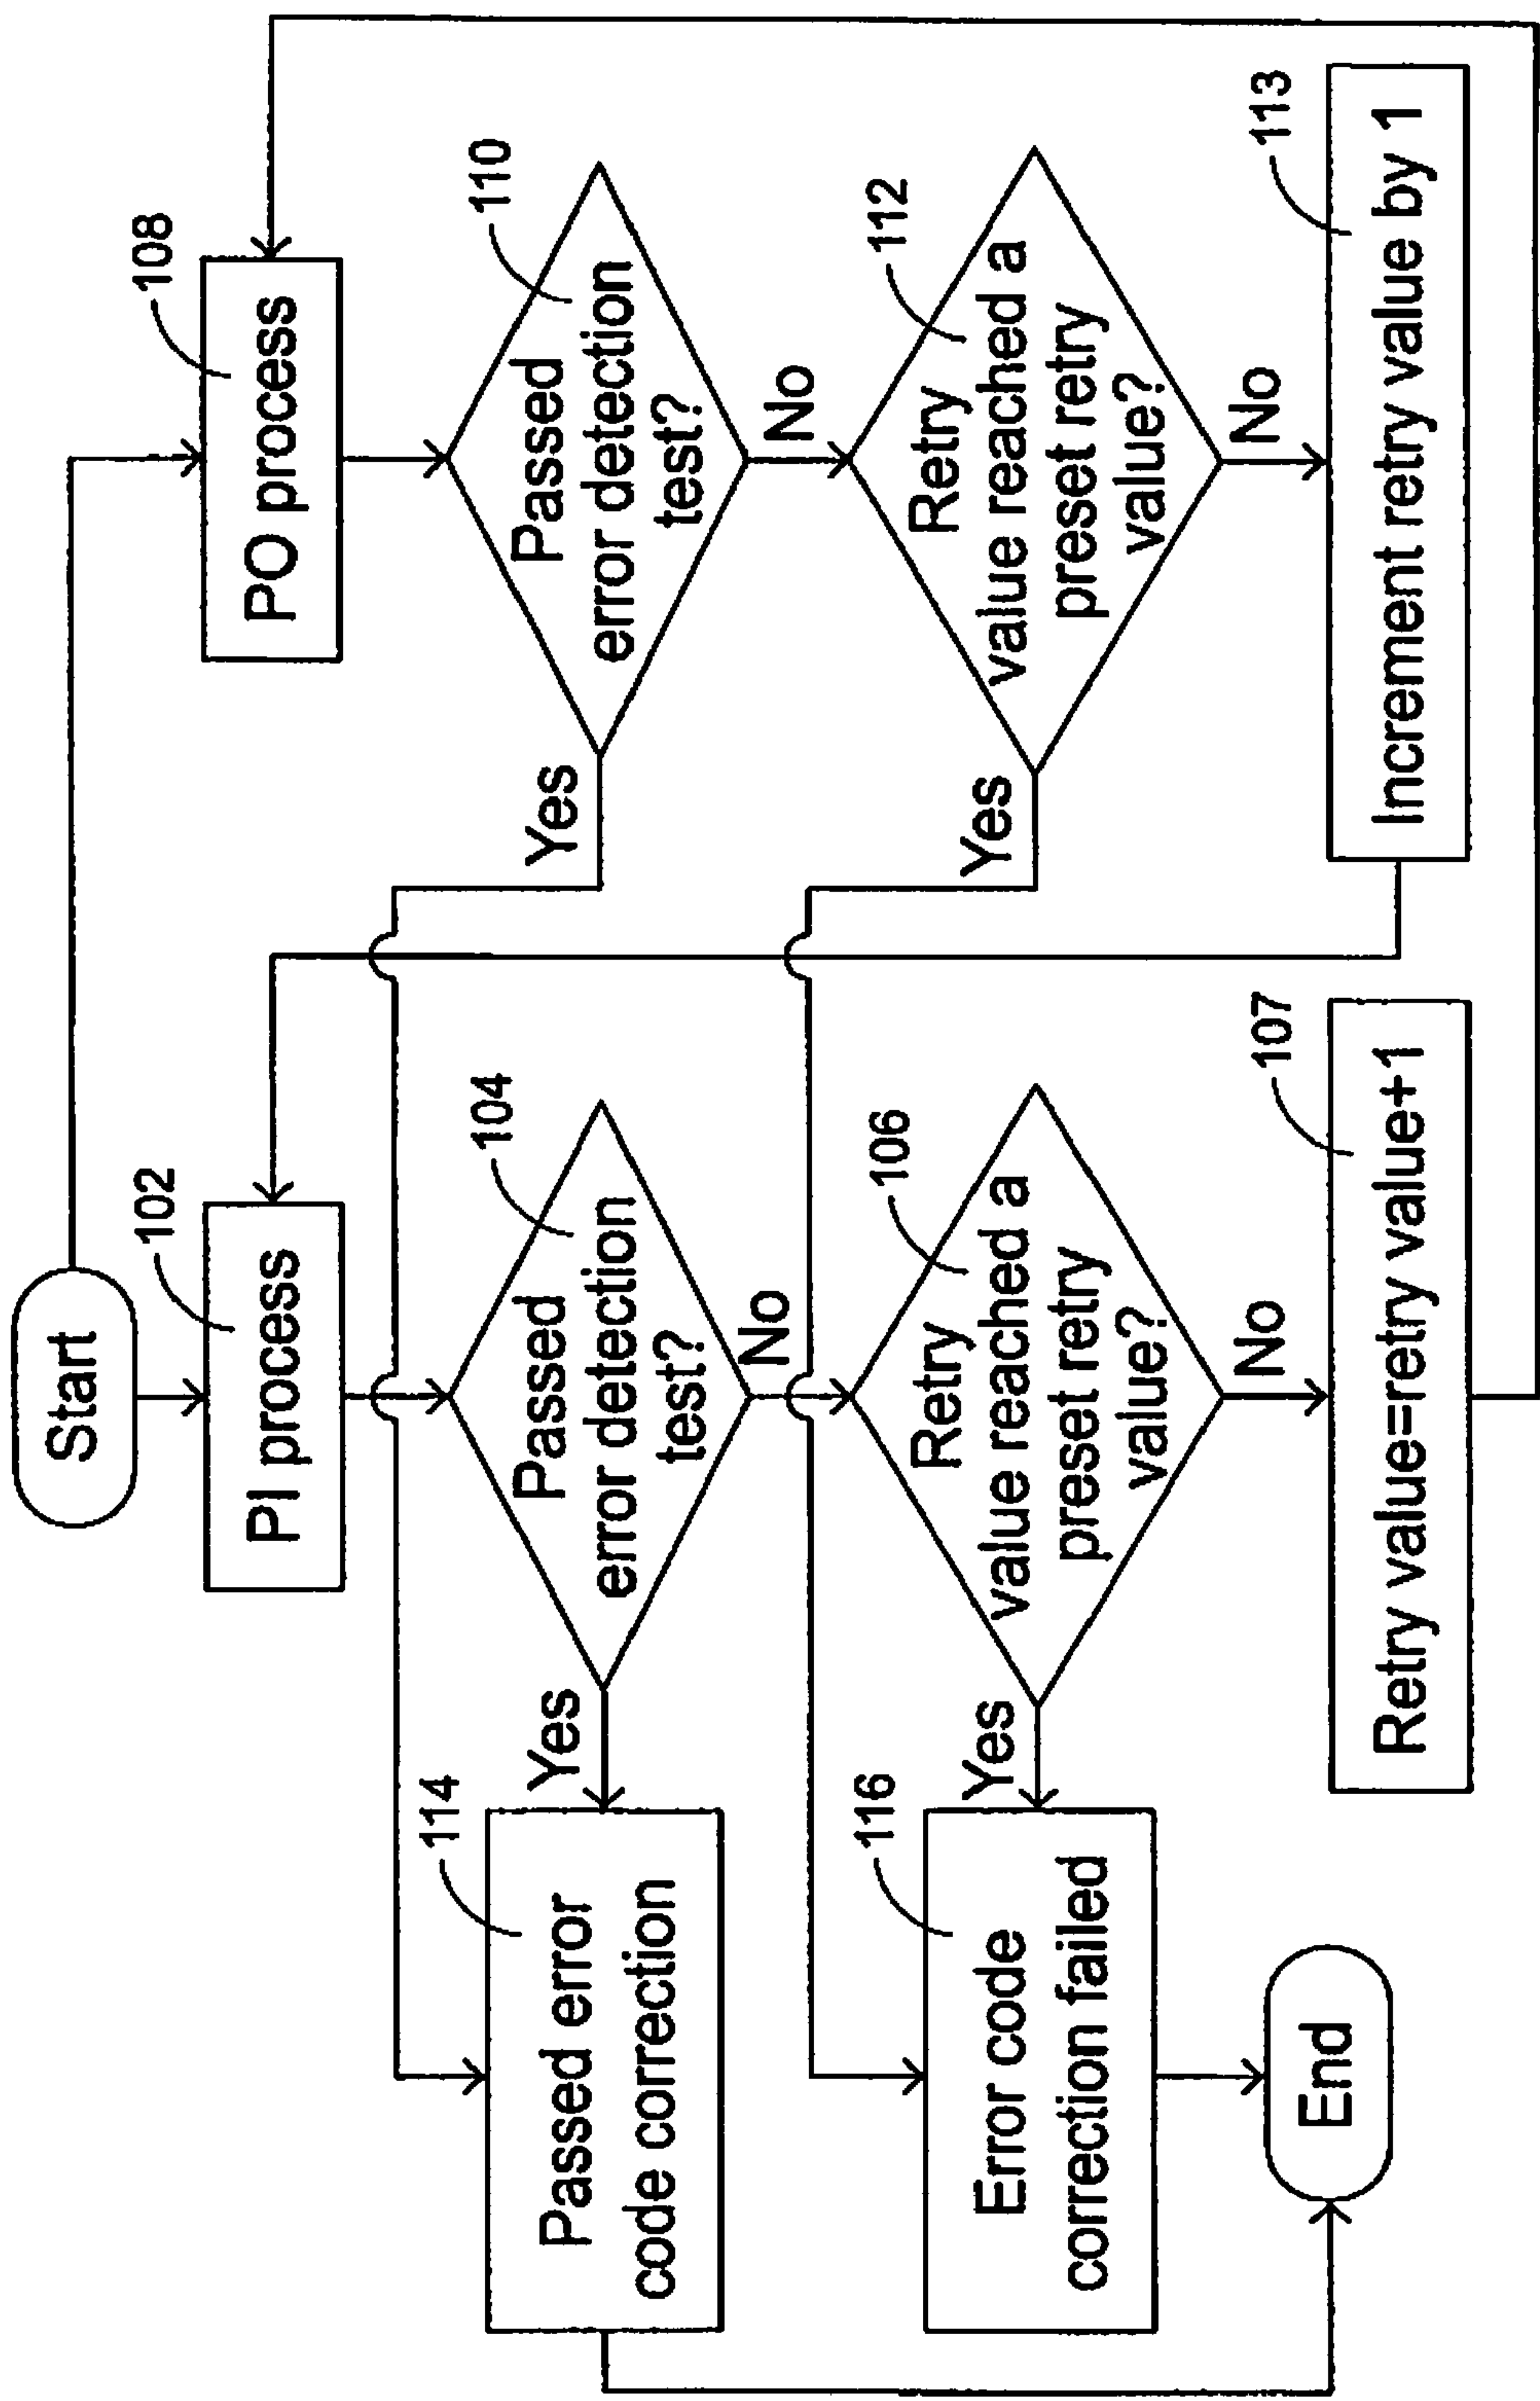 Start
102
PI process
108
PO process
104
Passed
error detection
test?
Yes
No
110
Passed
error detection
test?
Yes
No
114
Passed error
code correction
106
Retry
value reached a
preset retry
value?
Yes
No
112
Retry
value reached a
preset retry
value?
Yes
No
116
Error code
correction failed
107
Retry value=retry value+1
113
Increment retry value by 1
End